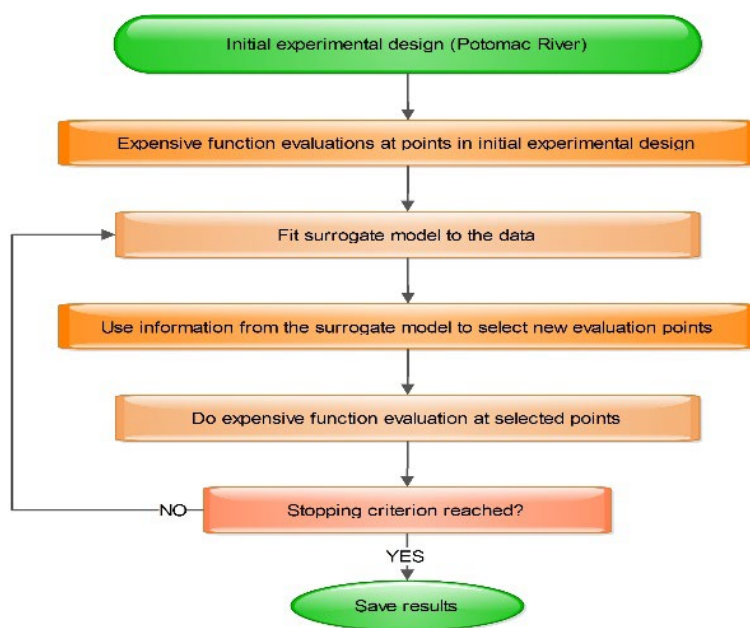 Initial experimental design (Potomac River)
Expensive function evaluations at points in initial experimental design
Fit surrogate model to the data
Use information from the surrogate model to select new evaluation points
Do expensive function evaluation at selected points
Stopping criterion reached?
NO
YES
Save results